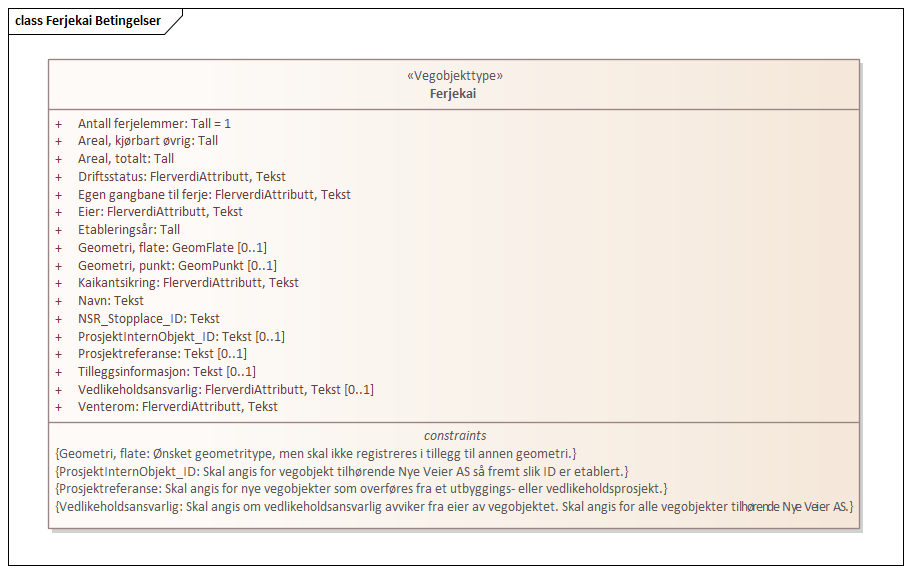 class Ferjekai Betingelser
«Vegobjekttype»
Ferjekai
+ Antall ferjelemmer: Tall = 1
+ Areal, kjørbart øvrig: Tall
+ Areal, totalt: Tall
+ Driftsstatus: FlerverdiAttributt, Tekst
+ Egen gangbane til ferje: FlerverdiAttributt, Tekst
+ Eier: FlerverdiAttributt, Tekst
+ Etableringsår: Tall
+ Geometri, flate: GeomFlate [0..1]
+ Geometri, punkt: GeomPunkt [0..1]
+ Kaikantsikring: FlerverdiAttributt, Tekst
+ Navn: Tekst
+ NSR_Stopplace_ID: Tekst
+ ProsjektInternObjekt_ID: Tekst [0..1]
+ Prosjektreferanse: Tekst [0..1]
+ Tilleggsinformasjon: Tekst [0..1]
+ Vedlikeholdsansvarlig: FlerverdiAttributt, Tekst [0..1]
+ Venterom: FlerverdiAttributt, Tekst
constraints
{Geometri, flate: Ønsket geometritype, men skal ikke registreres i tillegg til annen geometri.}
{ProsjektInternObjekt_ID: Skal angis for vegobjekt tilhørende Nye Veier AS så fremt slik ID er etablert.}
{Prosjektreferanse: Skal angis for nye vegobjekter som overføres fra et utbyggings- eller vedlikeholdsprosjekt.}
{Vedlikeholdsansvarlig: Skal angis om vedlikeholdsansvarlig avviker fra eier av vegobjektet. Skal angis for alle vegobjekter tilhørende Nye Veier AS.}